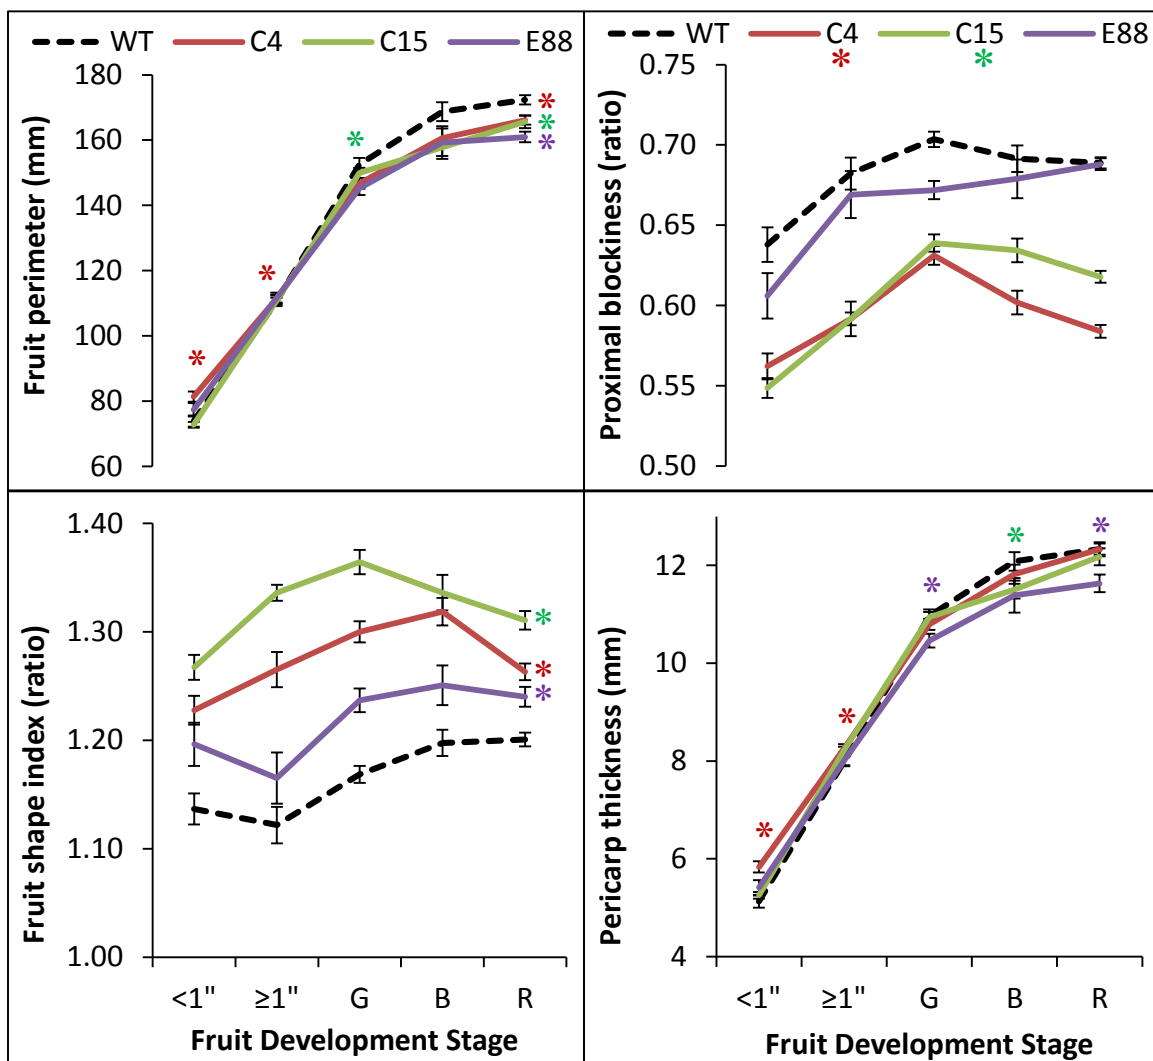 WT C4 C15 E88
* *
180
160
140
120
100
80
60
Fruit perimeter (mm)
* * * * * *
WT C4 C15 E88
0.75
0.70
0.65
0.60
0.55
0.50
Proximal blockiness (ratio)
1.40
1.30
1.20
1.10
1.00
Fruit shape index (ratio)
* * *
<1" ≥1" G B R
Fruit Development Stage
12
10
8
6
4
Pericarp thickness (mm)
* * * * *
<1" ≥1" G B R
Fruit Development Stage